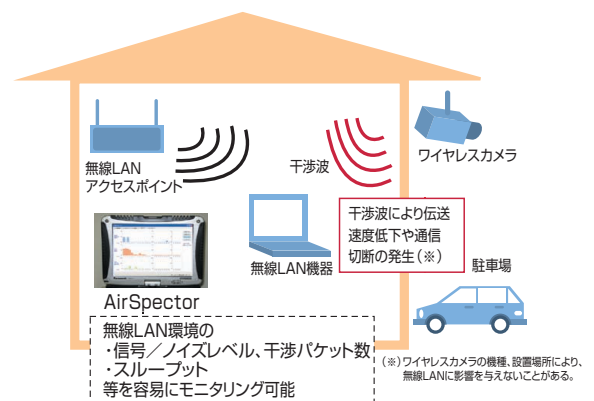 無線LAN
アクセスポイント
干渉波
ワイヤレスカメラ
無線LAN機器
干渉波により伝送
速度低下や通信
切断の発生(※)
駐車場
AirSpector
無線LAN環境の
・信号／ノイズレベル、干渉パケット数
・スループット
等を容易にモニタリング可能
(※)ワイヤレスカメラの機種、設置場所により、
無線LANに影響を与えないことがある。